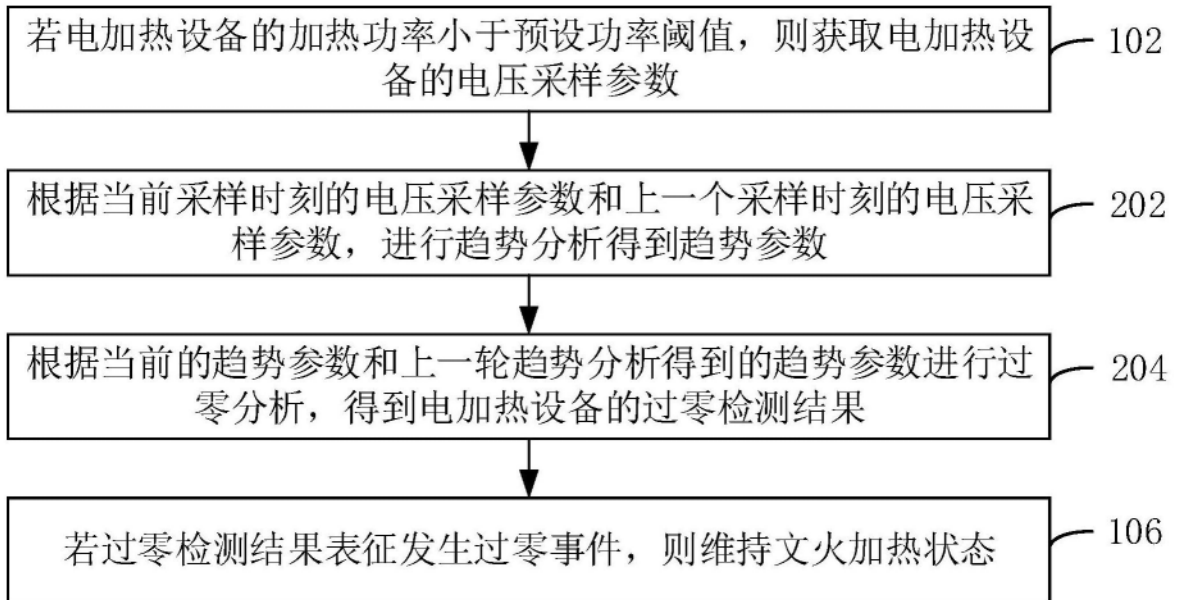 若电加热设备的加热功率小于预设功率阈值，则获取电加热设
备的电压采样参数
102
根据当前采样时刻的电压采样参数和上一个采样时刻的电压采
样参数，进行趋势分析得到趋势参数
202
根据当前的趋势参数和上一轮趋势分析得到的趋势参数进行过
零分析，得到电加热设备的过零检测结果
204
若过零检测结果表征发生过零事件，则维持文火加热状态
106